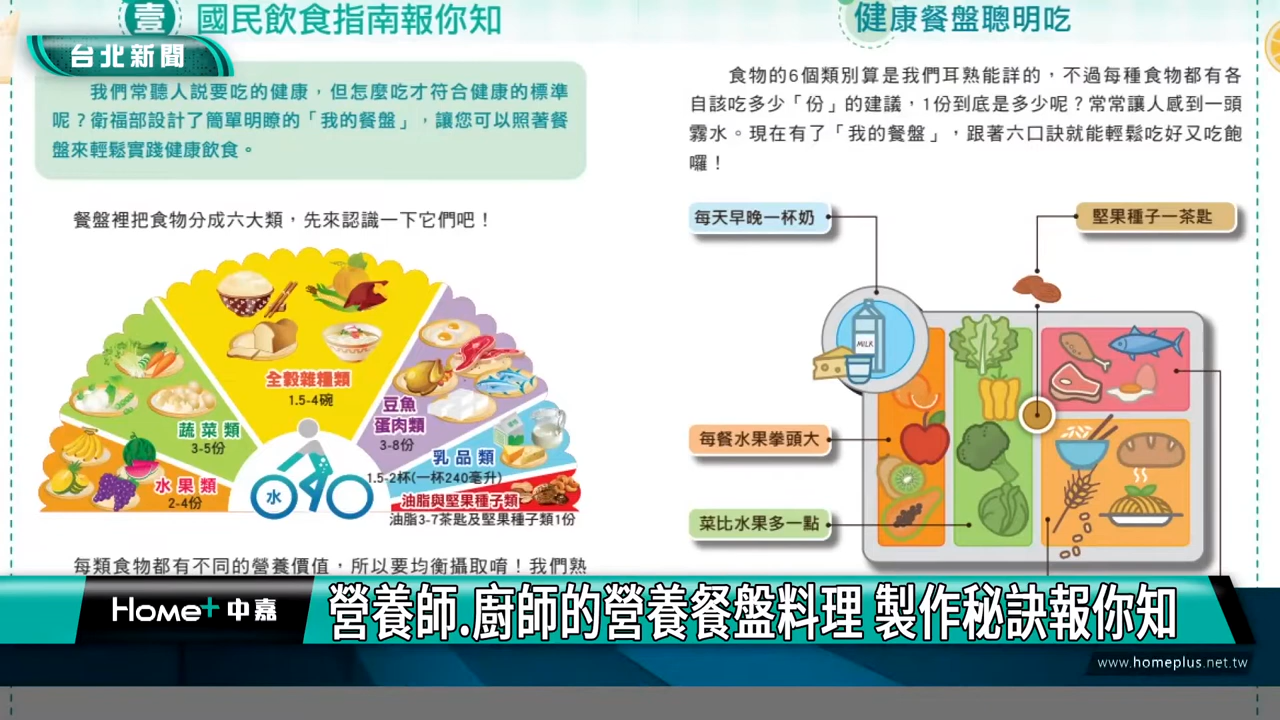 壹 國民飲食指南報你知
台北新聞
我們常聽人說要吃的健康，但怎麼吃才符合健康的標準
呢？衛福部設計了簡單明瞭的「我的餐盤」，讓您可以照著餐
盤來輕鬆實踐健康飲食。
餐盤裡把食物分成六大類，先來認識一下它們吧！
全穀雜糧類
1.5-4碗
豆魚
蛋肉類
3-8份
蔬菜類
3-5份
乳品類
1.5-2杯(一杯240毫升)
水果類
2-4份
水
油脂與堅果種子類
油脂3-7茶匙及堅果種子類1份
每類食物都有不同的營養價值，所以要均衡攝取唷！我們熟
健康餐盤聰明吃
食物的6個類別算是我們耳熟能詳的，不過每種食物都有各
自該吃多少「份」的建議，1份到底是多少呢？常常讓人感到一頭
霧水。現在有了「我的餐盤」，跟著六口訣就能輕鬆吃好又吃飽
囉！
每天早晚一杯奶
堅果種子一茶匙
MILK
每餐水果拳頭大
菜比水果多一點
Home+中嘉
營養師.廚師的營養餐盤料理 製作秘訣報你知
www.homeplus.net.tw